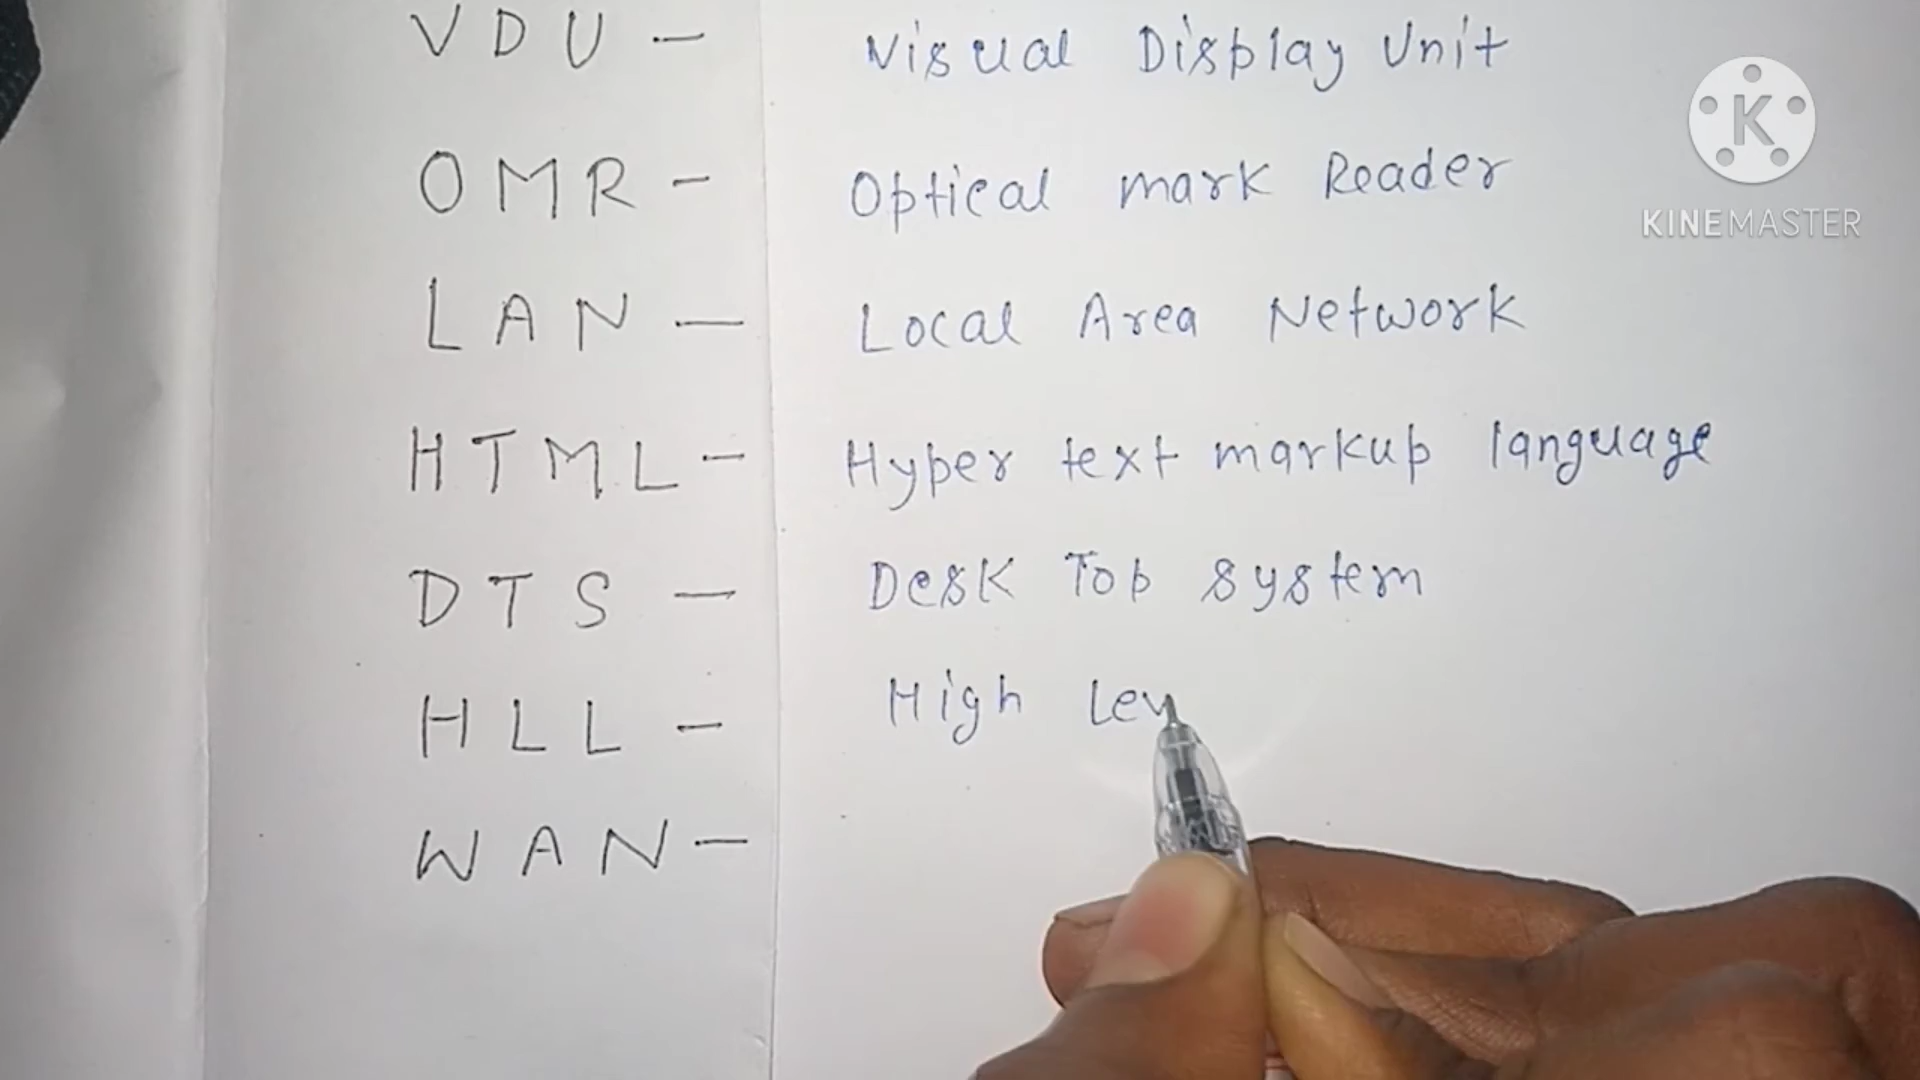 VDU - Visual Display Unit
OMR - Optical mark Reader
LAN - Local Area Network
HTML - Hyper text markup language
DTS - Desk Top system
HLL - High Lev
WAN -
KINEMASTER